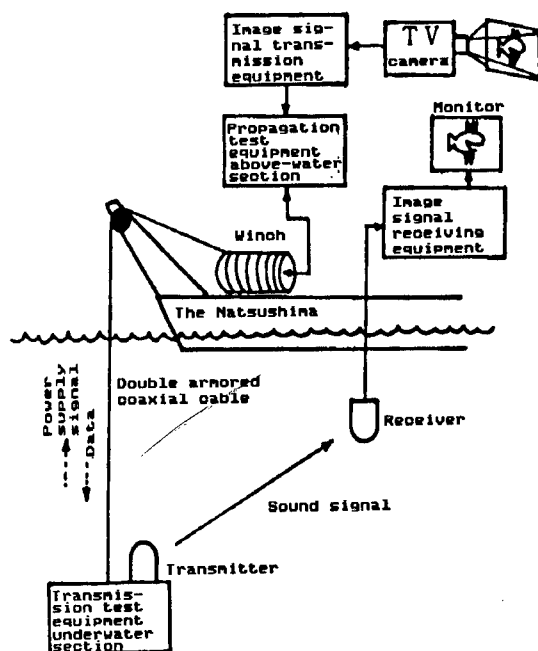 Image sig-
nal trans-
mission
equipment
TV
camera
Monitor
Propagation
test
equipment
above-water
section
Image
signal
receiving
equipment
Winch
The Natsushima
Double armored
coaxial cable
Power
supply
signal
Data
Receiver
Sound signal
Transmitter
Transmis-
sion test
equipment
underwater
section